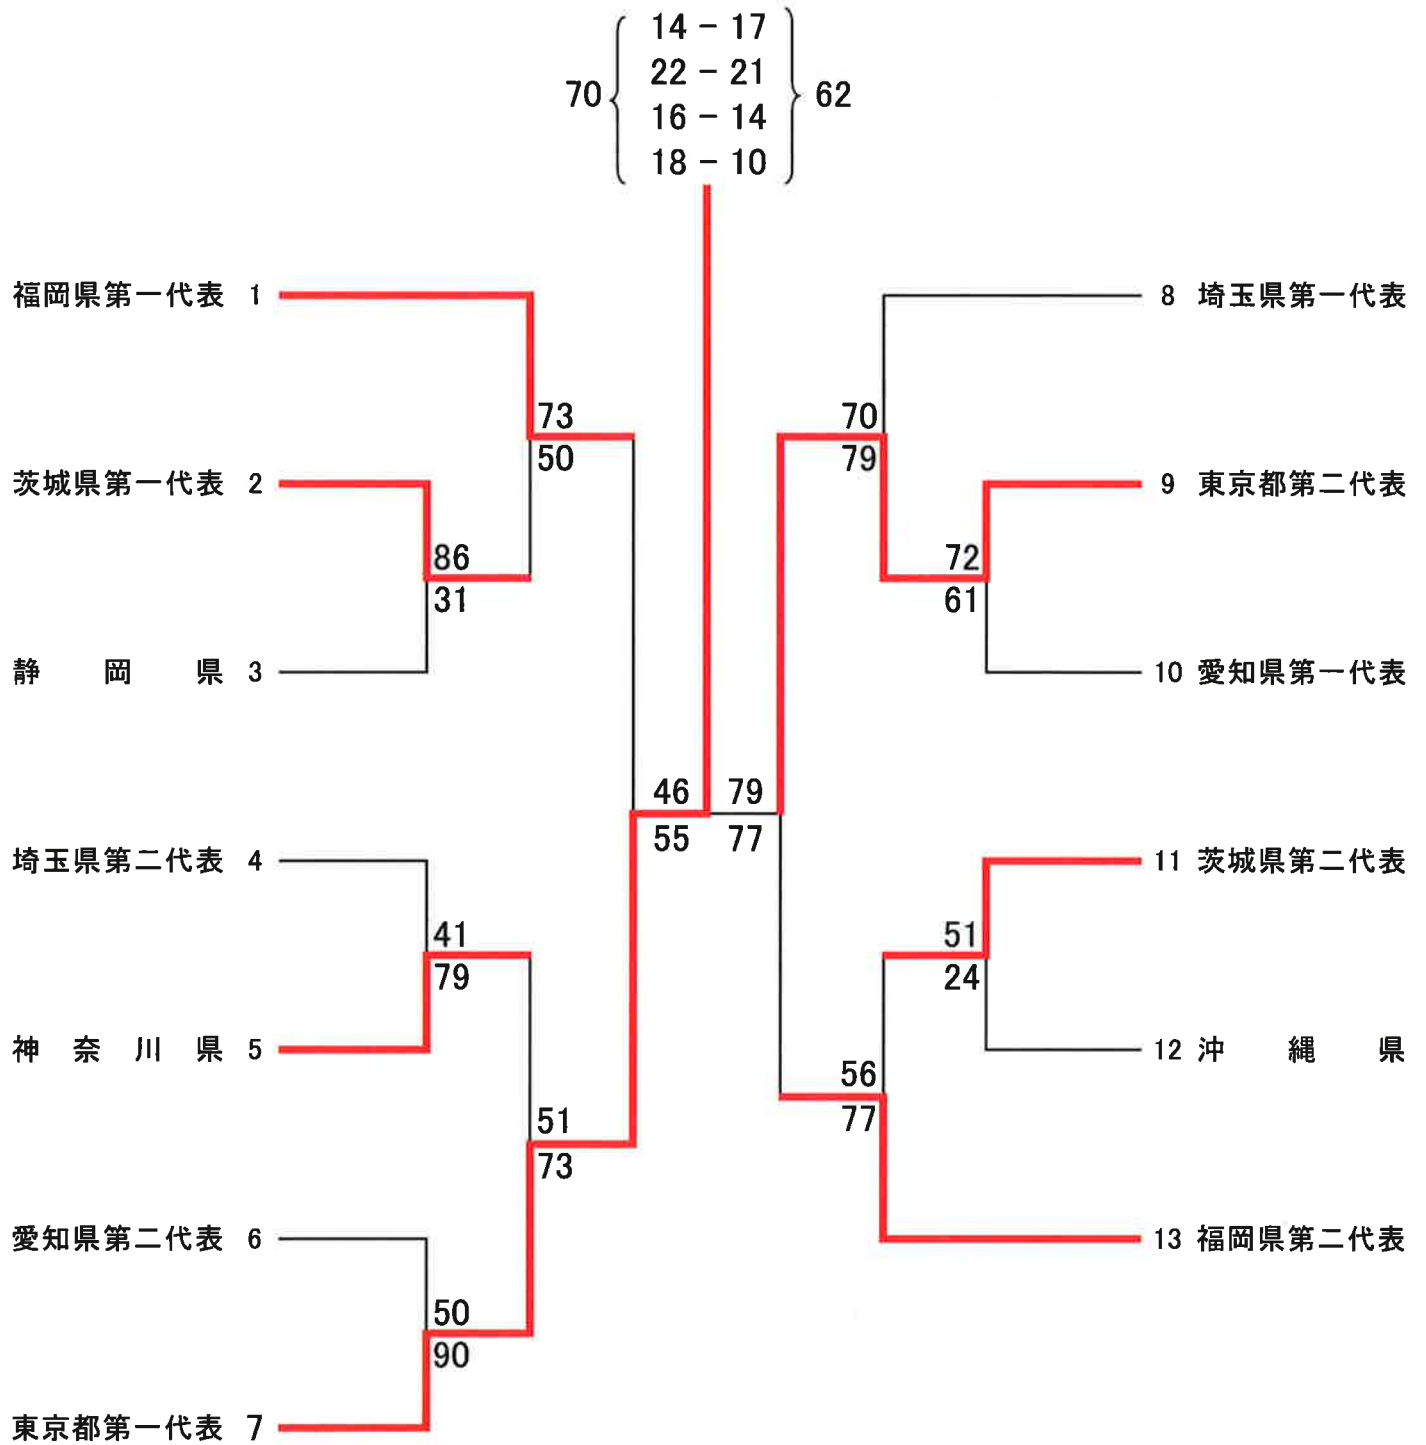 14 − 17
22 − 21
70 16 − 14 62
18 − 10
福岡県第一代表 1
8 埼玉県第一代表
73
50
70
79
茨城県第一代表 2
9 東京都第二代表
86
31
72
61
静 岡 県 3
10 愛知県第一代表
46
55
79
77
埼玉県第二代表 4
11 茨城県第二代表
41
79
51
24
神 奈 川 県 5
12 沖 縄 県
51
73
56
77
愛知県第二代表 6
13 福岡県第二代表
50
90
東京都第一代表 7